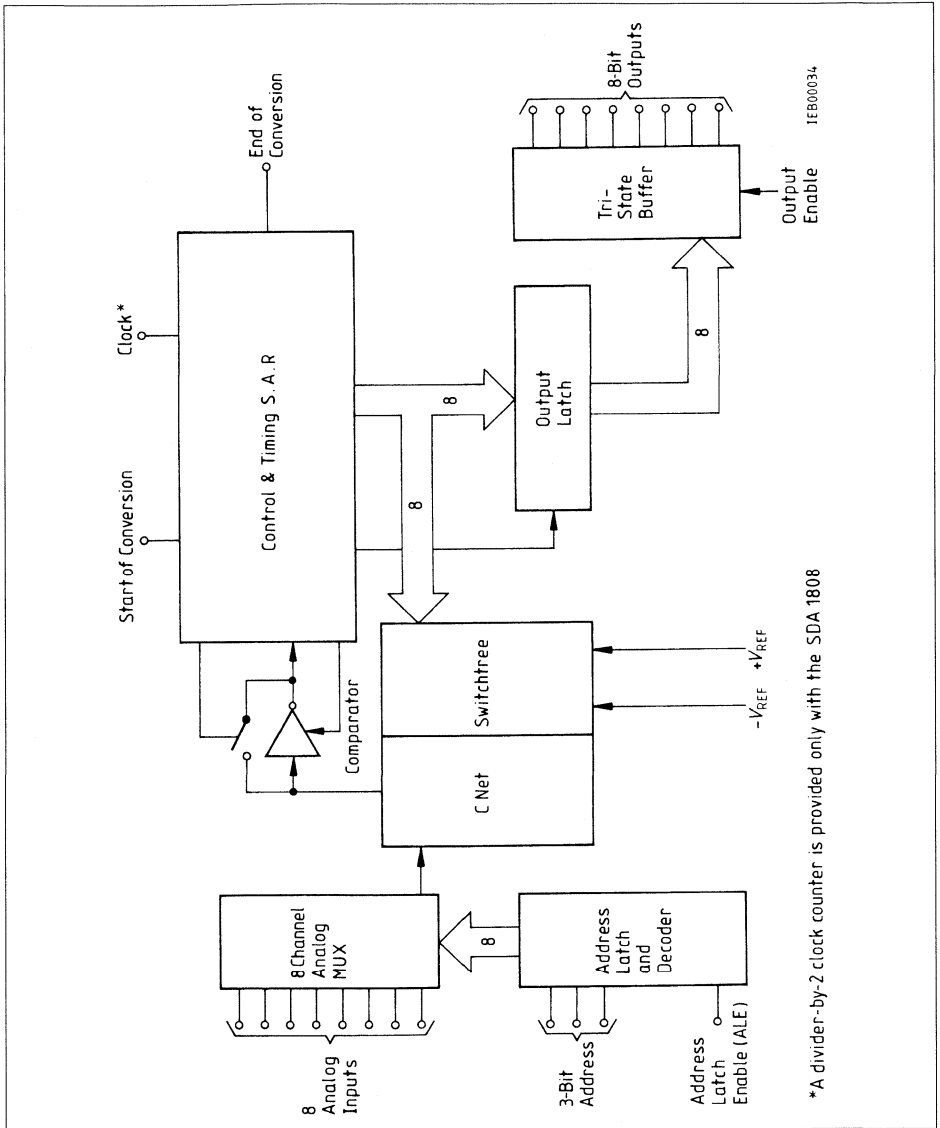 Start of Conversion
Clock*
End of
Conversion
Control & Timing S.A.R
Comparator
8
8
8 Channel
Analog
MUX
8
Analog
Inputs
C Net
Switchtree
Output
Latch
Tri-
State
Buffer
8-Bit
Outputs
8
8
Address
Latch
and
Decoder
3-Bit
Address
Address
Latch
Enable (ALE)
-VREF +VREF
Output
Enable
*A divider-by-2 clock counter is provided only with the SDA 1808
IEB00034